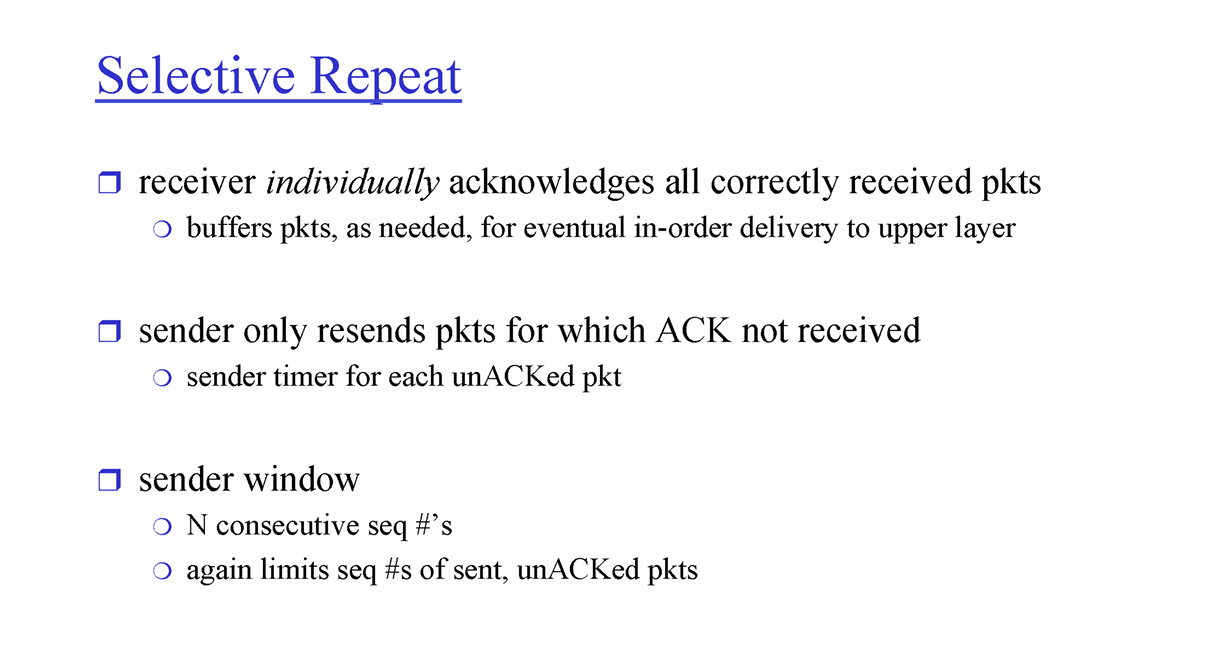 Selective Repeat
receiver individually acknowledges all correctly received pkts
buffers pkts, as needed, for eventual in-order delivery to upper layer
sender only resends pkts for which ACK not received
sender timer for each unACKed pkt
sender window
N consecutive seq #’s
again limits seq #s of sent, unACKed pkts